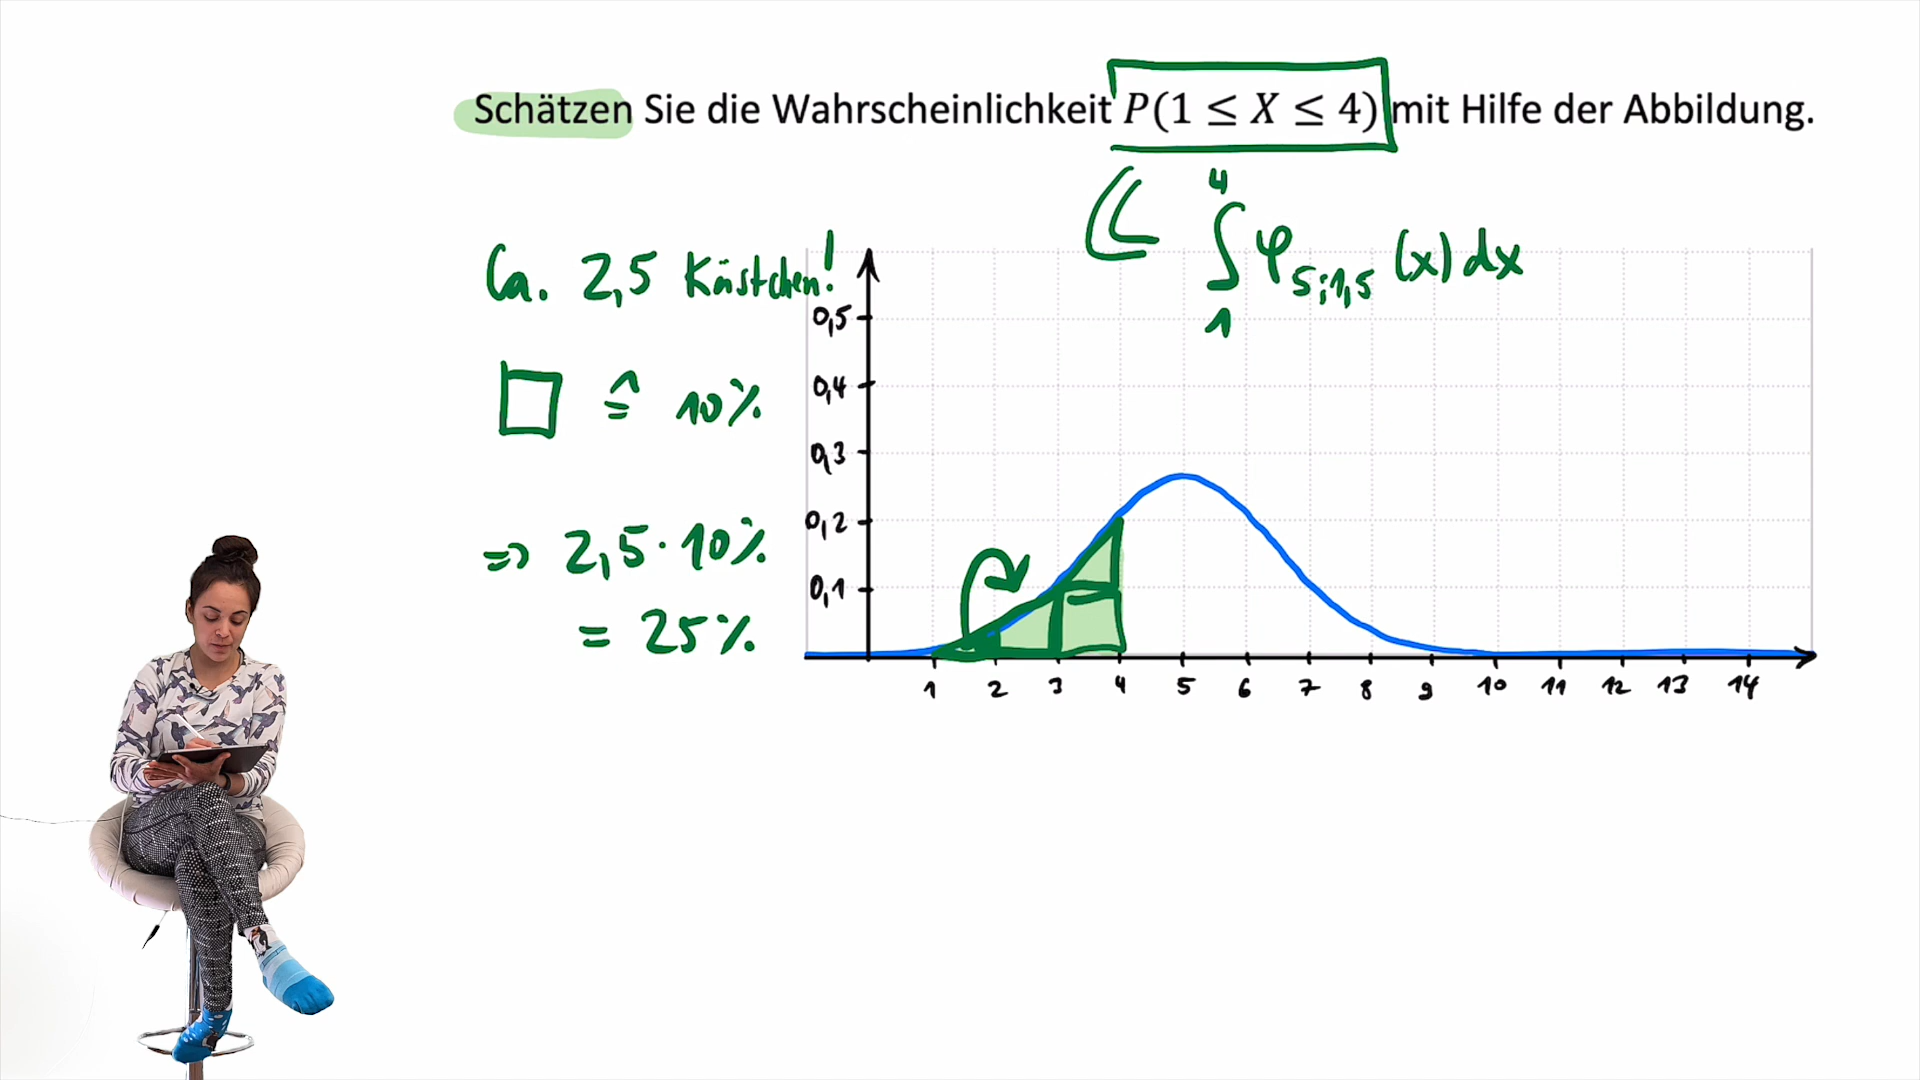 Schätzen Sie die Wahrscheinlichkeit P(1 ≤ X ≤ 4) mit Hilfe der Abbildung.
4
∫ φ 5;1,5 (x) dx
1
Ca. 2,5 Kästchen!
□ ≙ 10%
=> 2,5 · 10%
= 25%
0,5
0,4
0,3
0,2
0,1
1 2 3 4 5 6 7 8 9 10 11 12 13 14